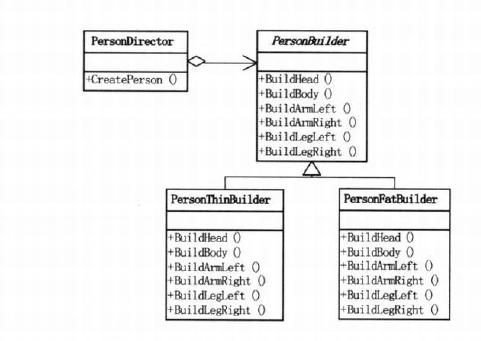 PersonDirector
+CreatePerson ()
PersonBuilder
+BuildHead ()
+BuildBody ()
+BuildArmLeft ()
+BuildArmRight ()
+BuildLegLeft ()
+BuildLegRight ()
PersonThinBuilder
+BuildHead ()
+BuildBody ()
+BuildArmLeft ()
+BuildArmRight ()
+BuildLegLeft ()
+BuildLegRight ()
PersonFatBuilder
+BuildHead ()
+BuildBody ()
+BuildArmLeft ()
+BuildArmRight ()
+BuildLegLeft ()
+BuildLegRight ()